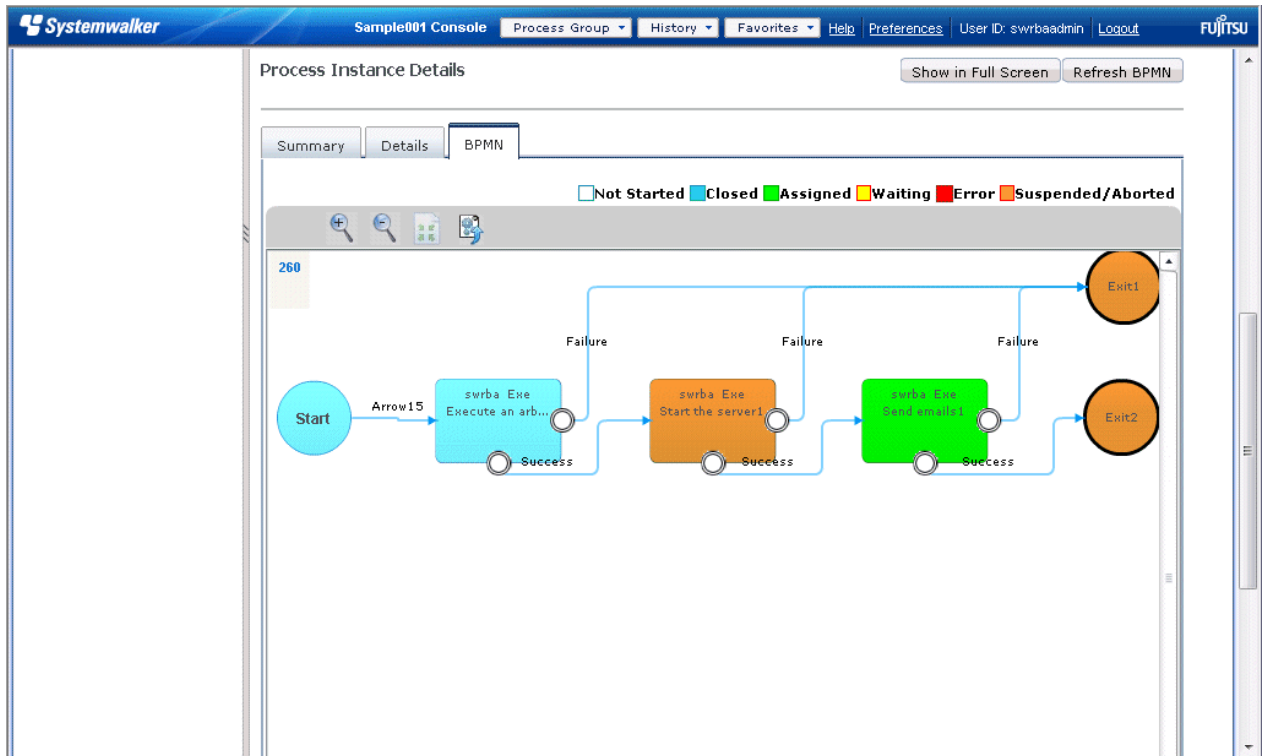 Systemwalker
Sample001 Console Process Group History Favorites Help Preferences User ID: swrbaadmin Logout FUJITSU
Process Instance Details
Show in Full Screen Refresh BPMN
Summary Details BPMN
Not Started Closed Assigned Waiting Error Suspended/Aborted
260
Exit1
Failure Failure Failure
Start
Arrow15
swrba Exe
Execute an arb...
swrba Exe
Start the server1
swrba Exe
Send emails1
Exit2
Success Success Success